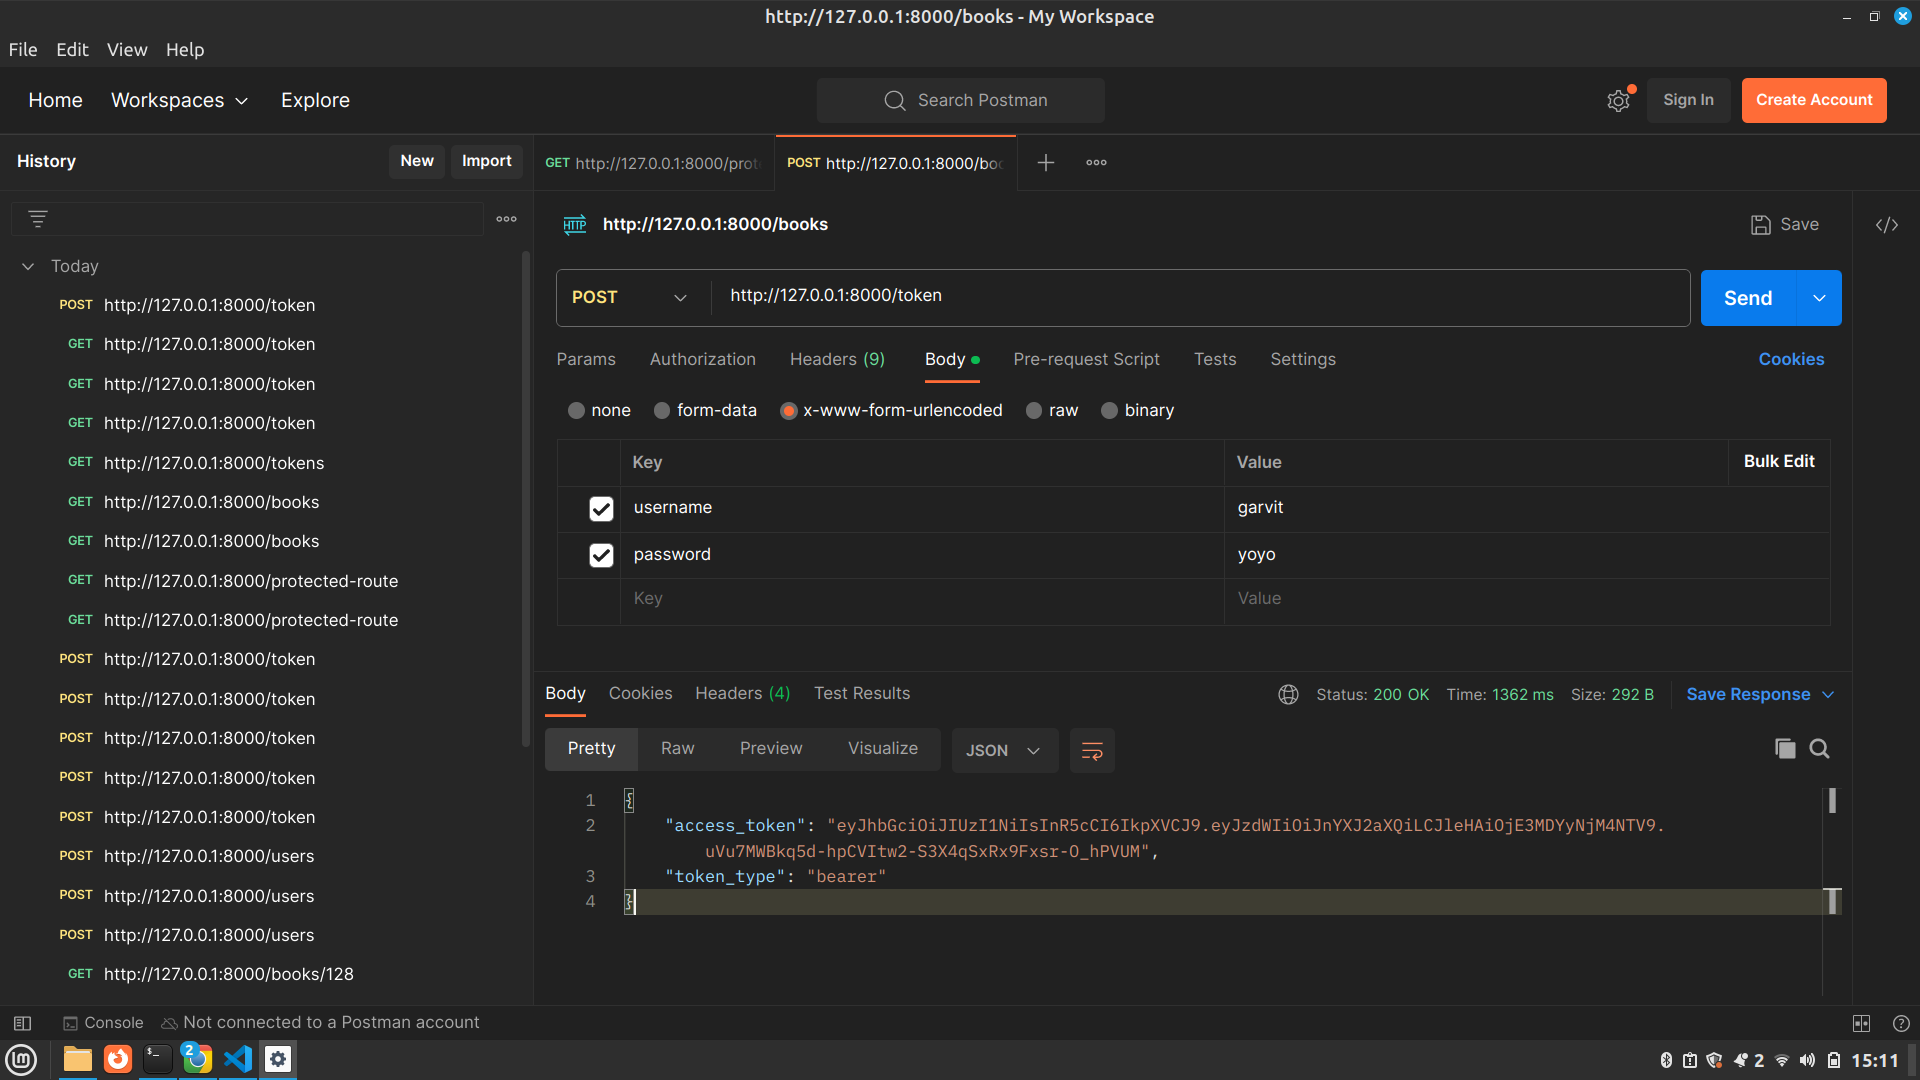 http://127.0.0.1:8000/books - My Workspace
File Edit View Help
Home Workspaces Explore
Search Postman
Sign In
Create Account
History
New
Import
GET http://127.0.0.1:8000/prot
POST http://127.0.0.1:8000/boo
HTTP http://127.0.0.1:8000/books
Save
Today
POST http://127.0.0.1:8000/token
GET http://127.0.0.1:8000/token
GET http://127.0.0.1:8000/token
GET http://127.0.0.1:8000/token
GET http://127.0.0.1:8000/tokens
GET http://127.0.0.1:8000/books
GET http://127.0.0.1:8000/books
GET http://127.0.0.1:8000/protected-route
GET http://127.0.0.1:8000/protected-route
POST http://127.0.0.1:8000/token
POST http://127.0.0.1:8000/token
POST http://127.0.0.1:8000/token
POST http://127.0.0.1:8000/token
POST http://127.0.0.1:8000/token
POST http://127.0.0.1:8000/users
POST http://127.0.0.1:8000/users
POST http://127.0.0.1:8000/users
GET http://127.0.0.1:8000/books/128
POST http://127.0.0.1:8000/token
Send
Params Authorization Headers (9) Body Pre-request Script Tests Settings
Cookies
none form-data x-www-form-urlencoded raw binary
Key Value Bulk Edit
username garvit
password yoyo
Key Value
Body Cookies Headers (4) Test Results
Status: 200 OK Time: 1362 ms Size: 292 B Save Response
Pretty Raw Preview Visualize JSON
1 {
2 "access_token": "eyJhbGciOiJIUzI1NiIsInR5cCI6IkpXVCJ9.eyJzdWIiOiJnYXJ2aXQiLCJleHAiOjE3MDYyNjM4NTV9.
uVu7MWBkq5d-hpCVItw2-S3X4qSxRx9Fxsr-O_hPVUM",
3 "token_type": "bearer"
4 }
Console Not connected to a Postman account
2
2
15:11